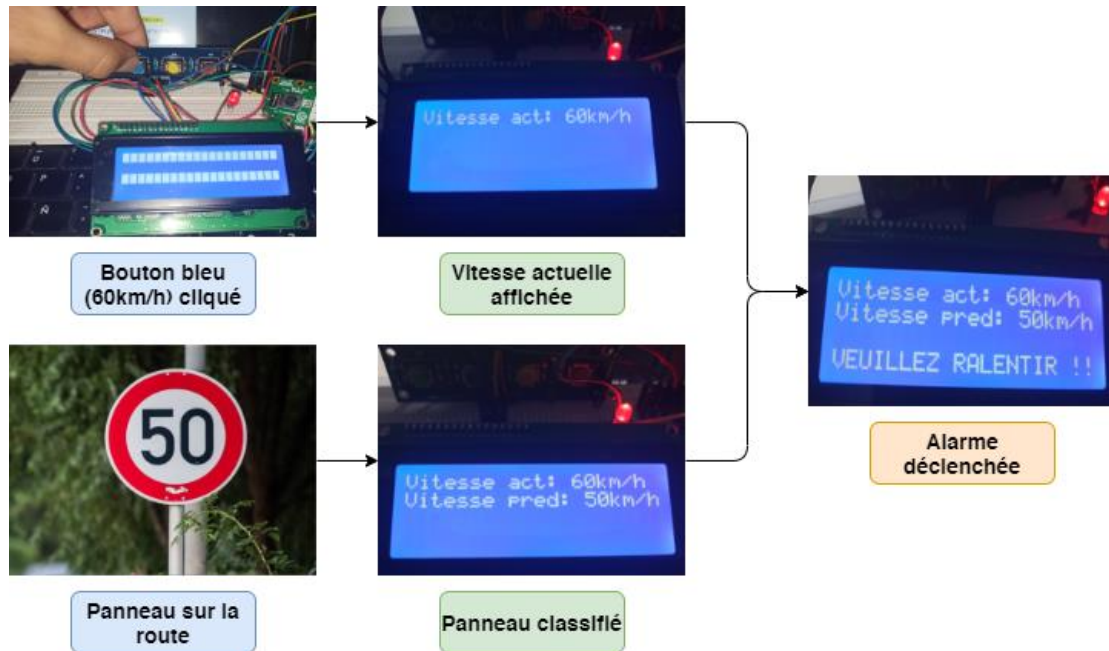 Vitesse act: 60km/h
Bouton bleu
(60km/h) cliqué
Vitesse actuelle
affichée
Vitesse act: 60km/h
Vitesse pred: 50km/h
VEUILLEZ RALENTIR !!
Alarme
déclenchée
50
Vitesse act: 60km/h
Vitesse pred: 50km/h
Panneau sur la
route
Panneau classifié